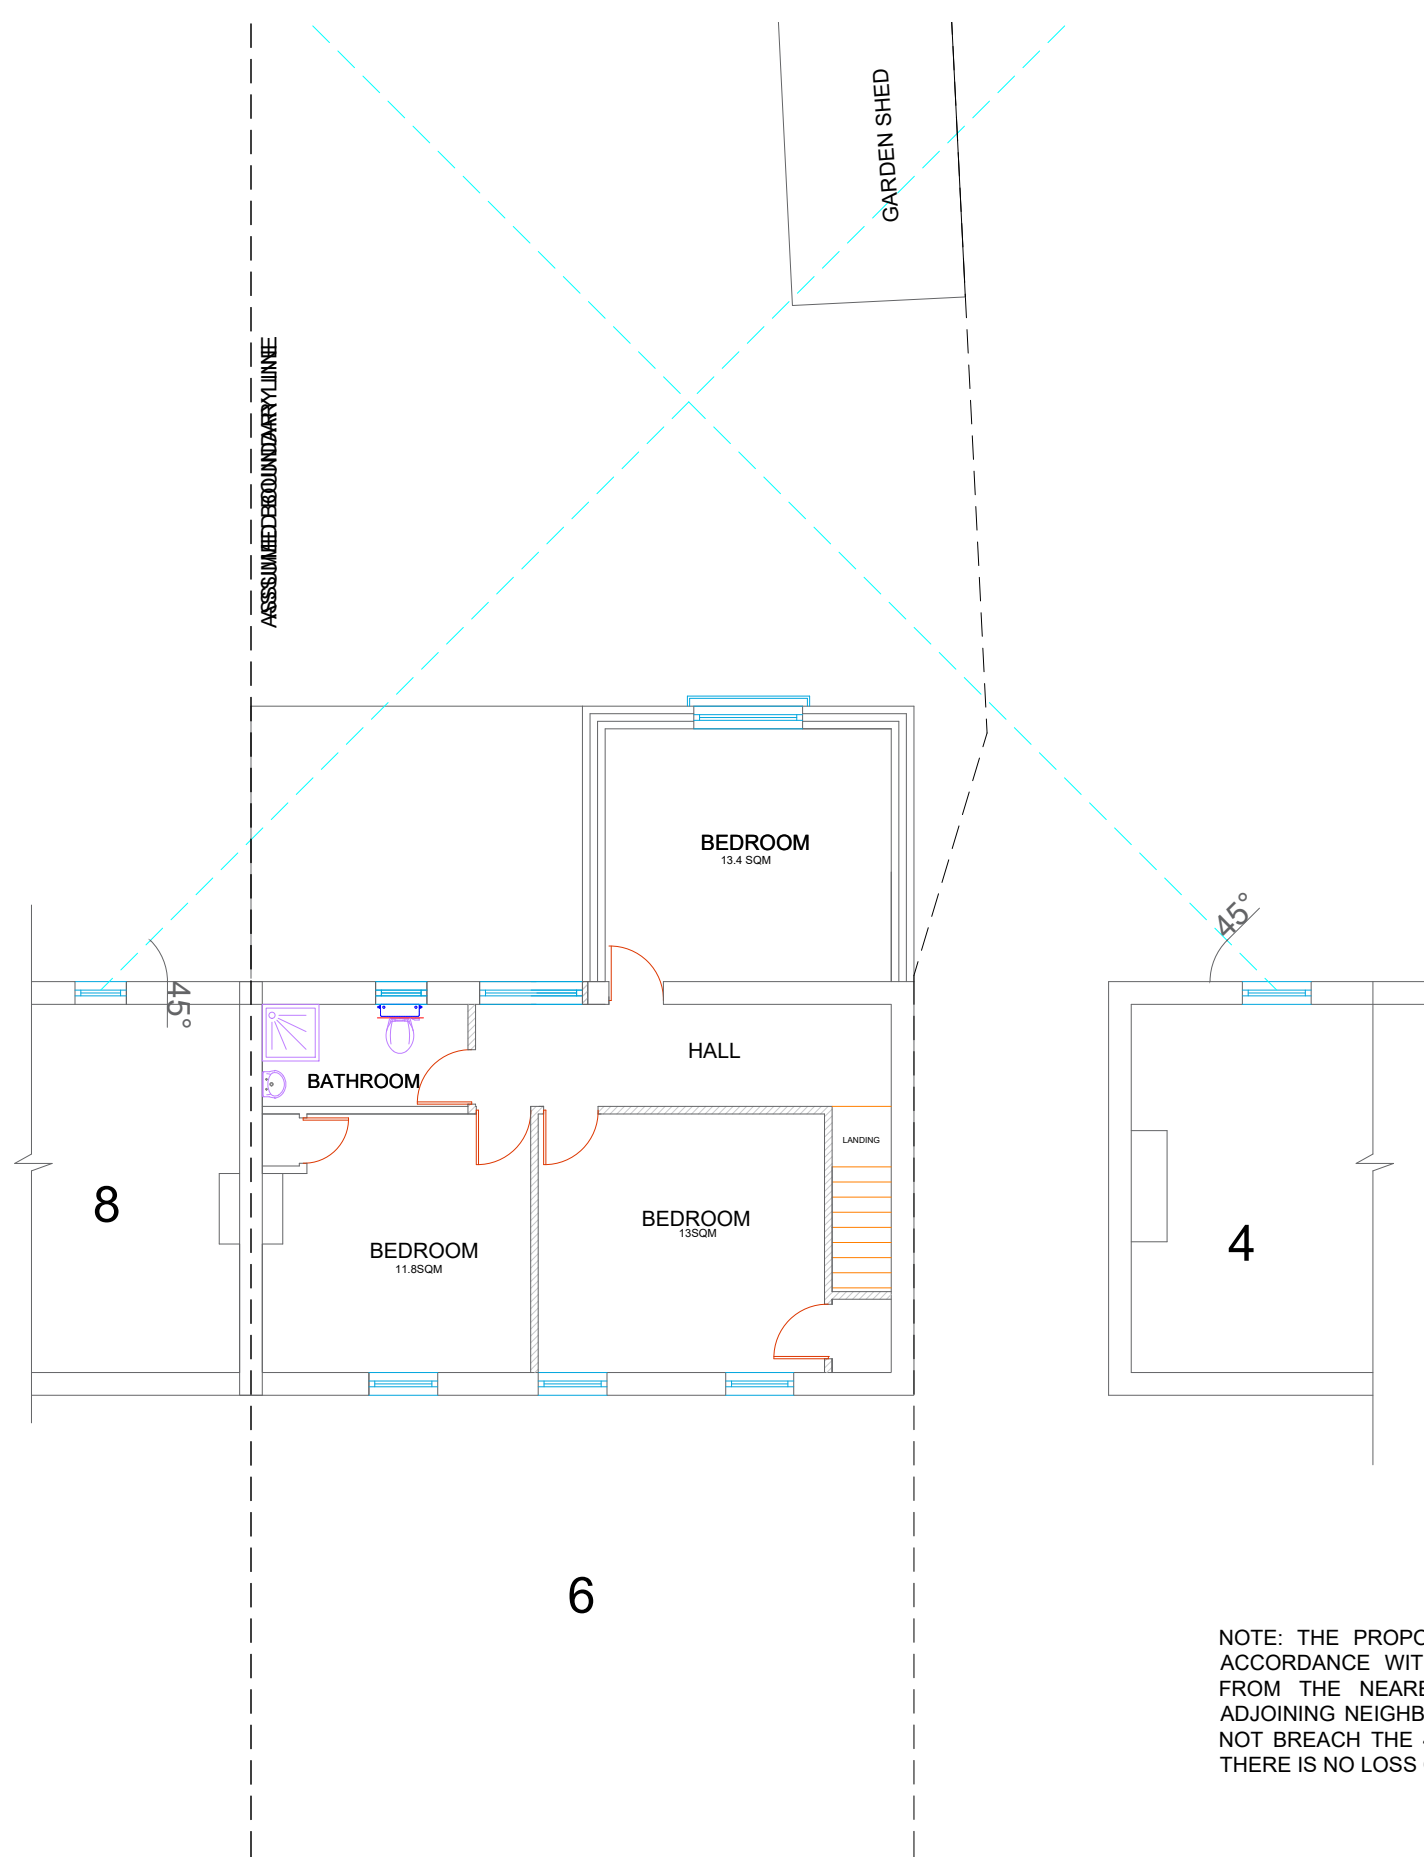 GARDEN SHED
ASSUMED BOUNDARY LINE
BEDROOM
13.4 SQM
45°
45°
HALL
BATHROOM
LANDING
8
BEDROOM
13SQM
BEDROOM
11.8SQM
4
6
NOTE: THE PROPO
ACCORDANCE WIT
FROM THE NEARE
ADJOINING NEIGHB
NOT BREACH THE
THERE IS NO LOSS